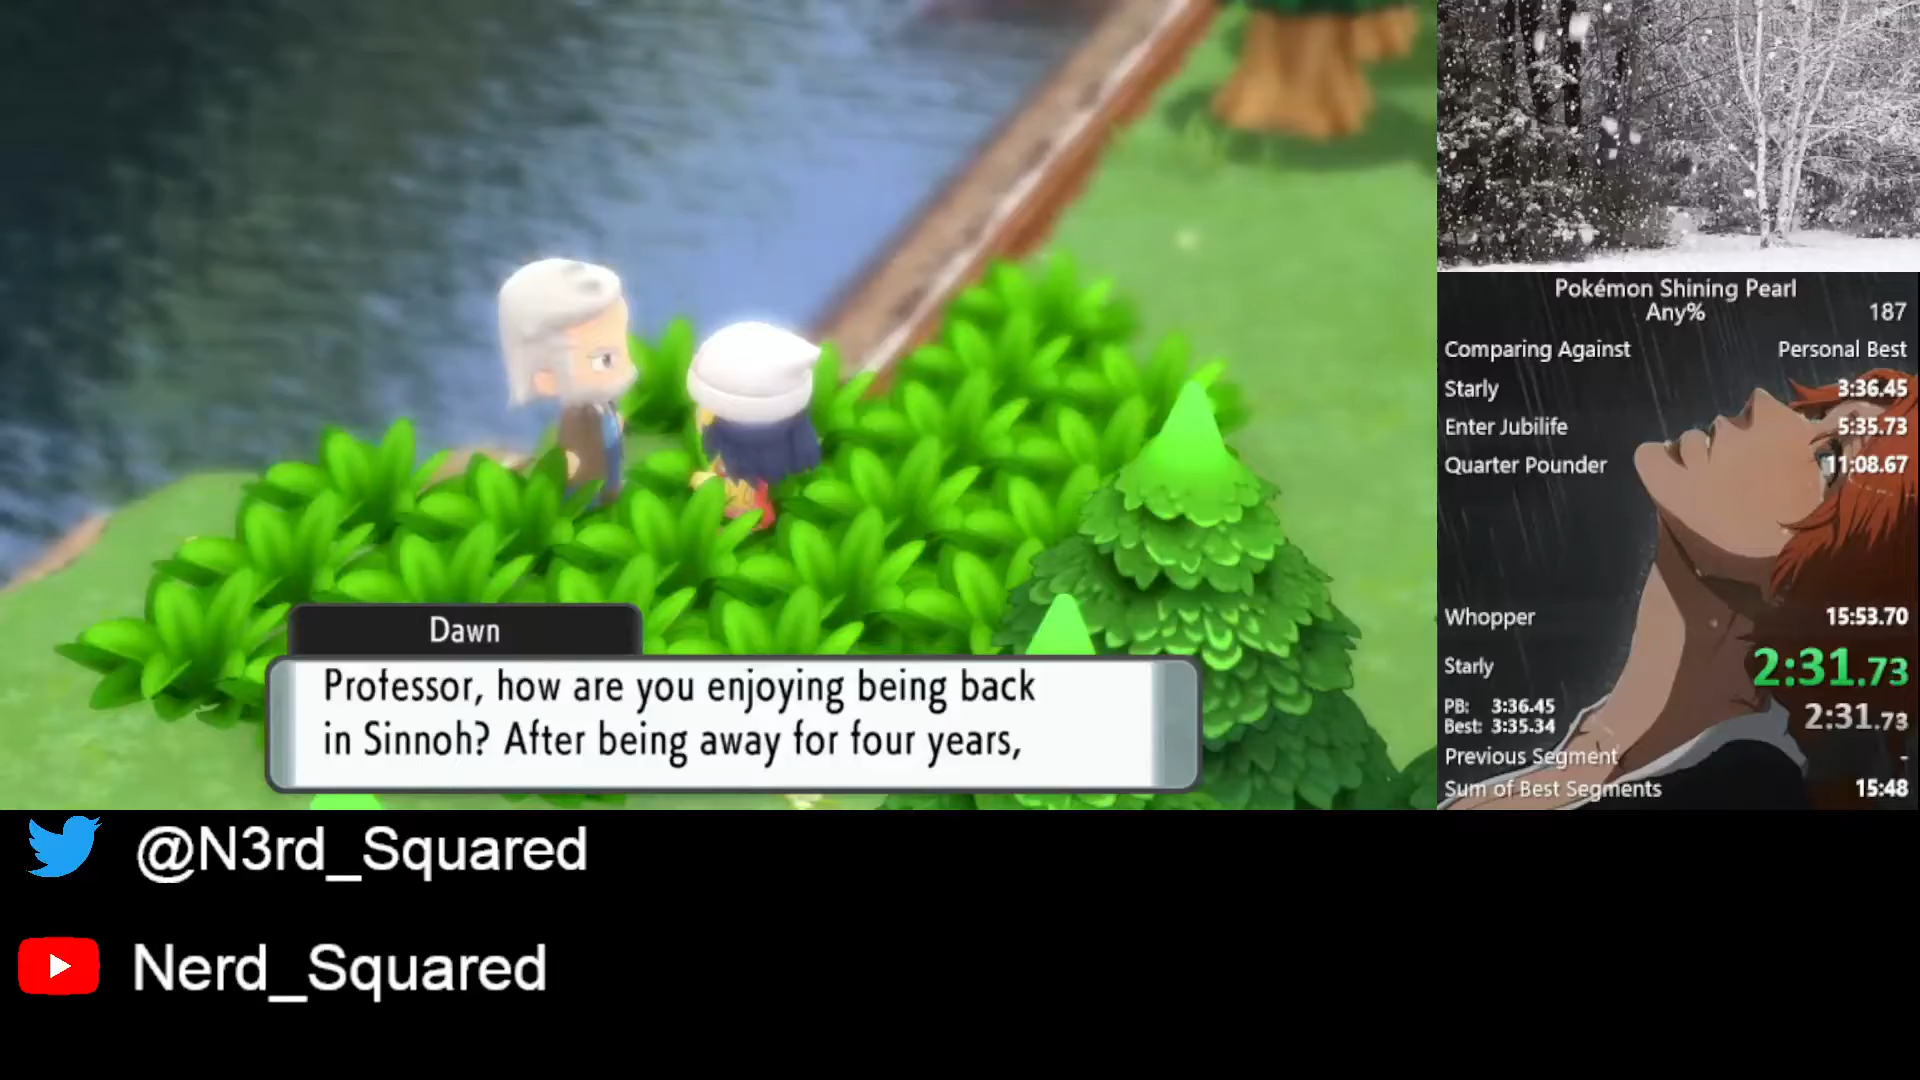 Dawn
Professor, how are you enjoying being back
in Sinnoh? After being away for four years,
Pokémon Shining Pearl
Any% 187
Comparing Against Personal Best
Starly 3:36.45
Enter Jubilife 5:35.73
Quarter Pounder 11:08.67
Whopper 15:53.70
Starly 2:31.73
PB: 3:36.45 2:31.73
Best: 3:35.34
Previous Segment -
Sum of Best Segments 15:48
@N3rd_Squared
Nerd_Squared